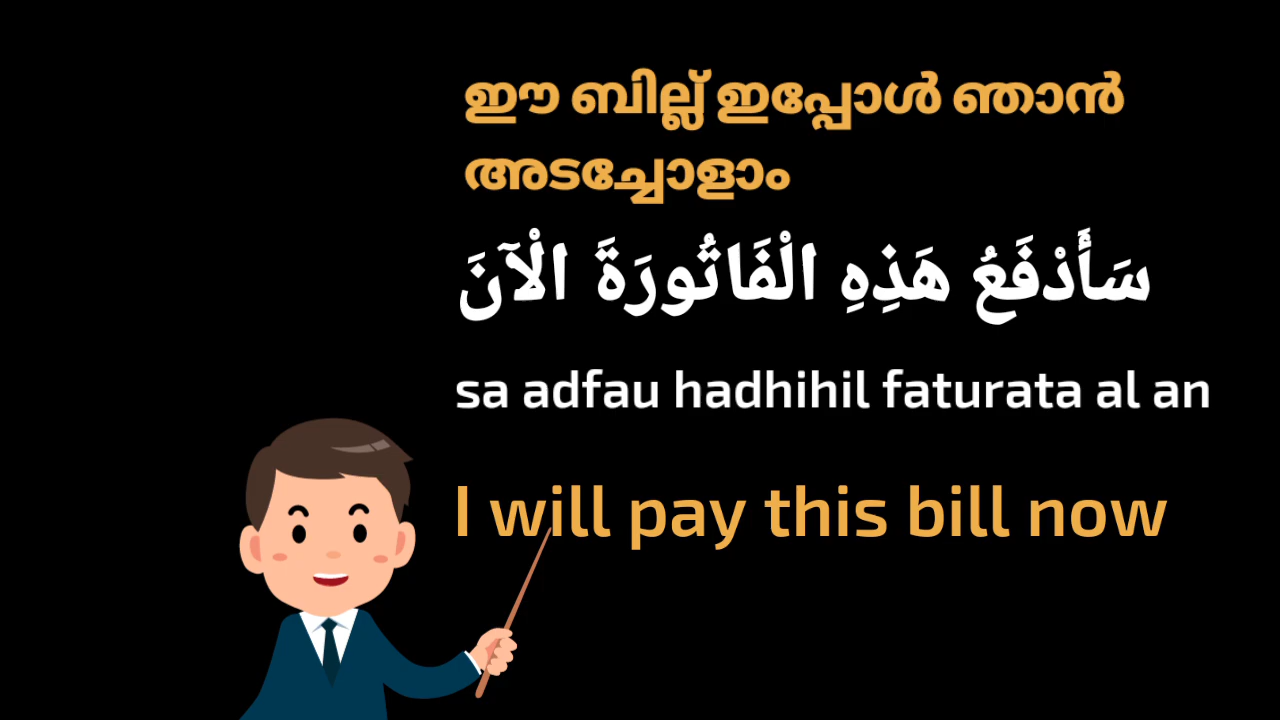 ഈ ബില്ല് ഇപ്പോൾ ഞാൻ
അടച്ചോളാം
سَأَدْفَعُ هَذِهِ الْفَاتُورَةَ الْآنَ
sa adfau hadhihil faturata al an
I will pay this bill now